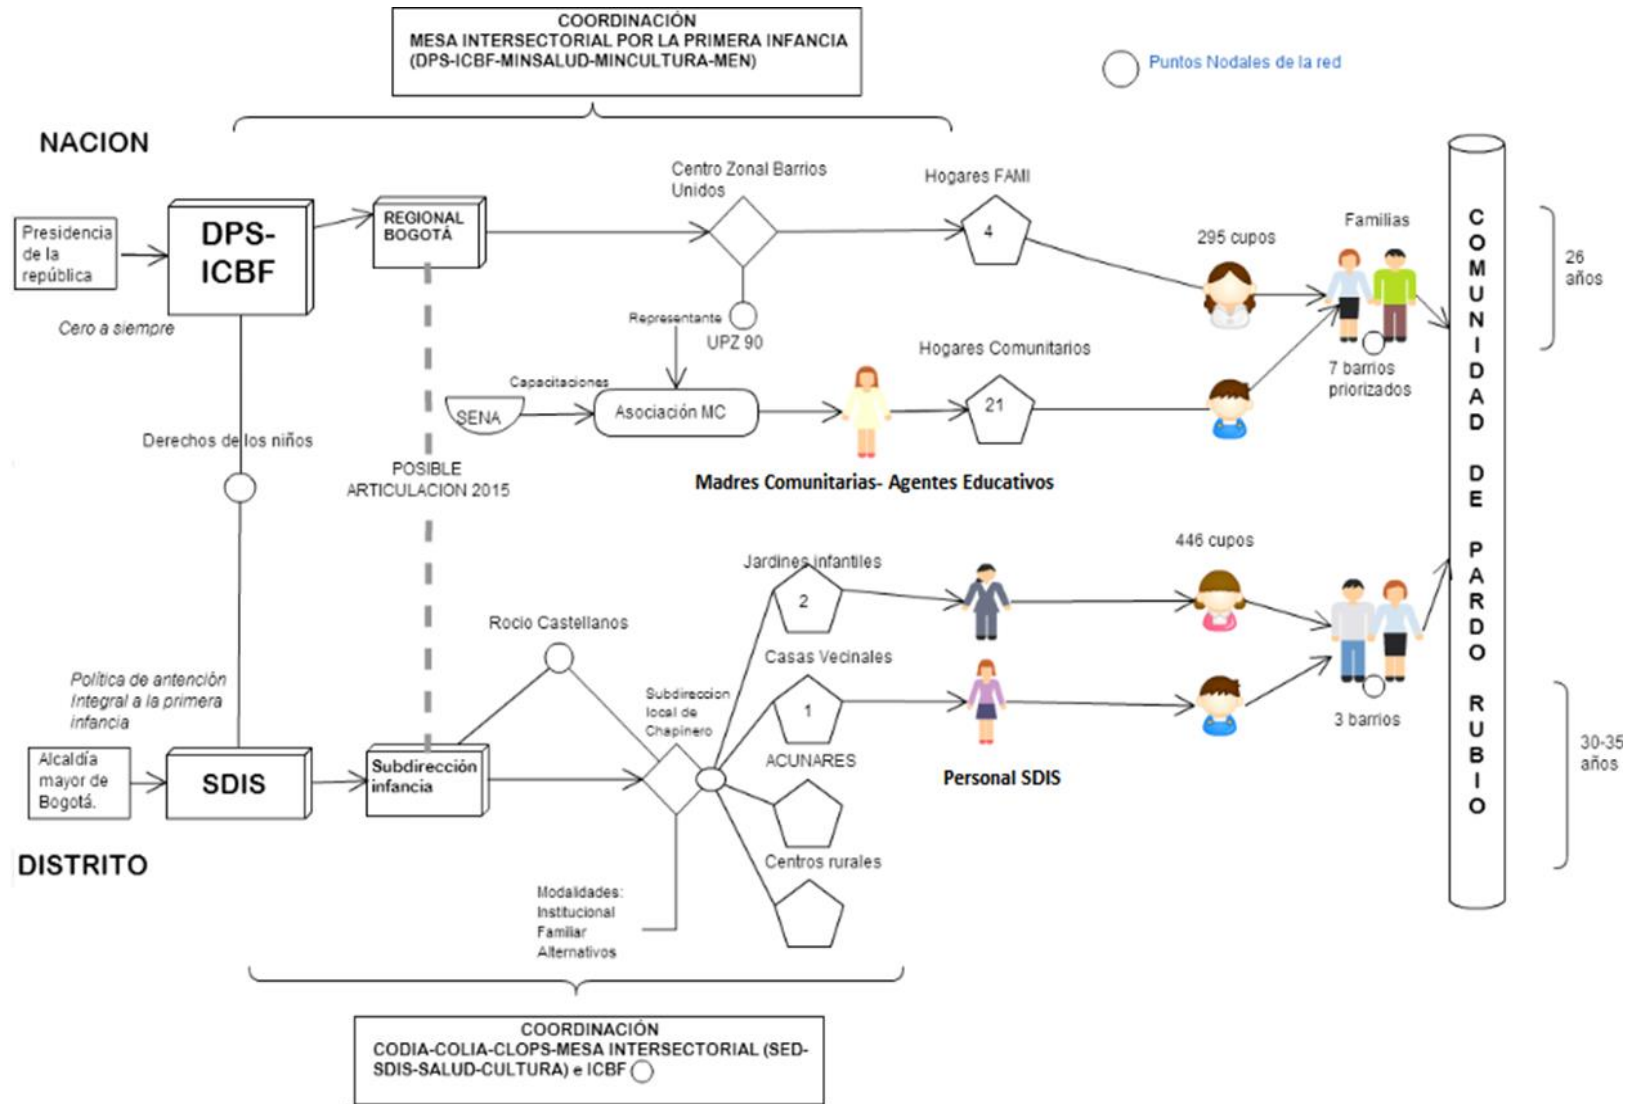 COORDINACIÓN
MESA INTERSECTORIAL POR LA PRIMERA INFANCIA
(DPS-ICBF-MINSALUD-MINCULTURA-MEN)
Puntos Nodales de la red
NACION
Presidencia
de la
república
DPS-
ICBF
Cero a siempre
REGIONAL
BOGOTÁ
Centro Zonal Barrios
Unidos
Hogares FAMI
4
295 cupos
Familias
26
años
Representante
UPZ 90
Capacitaciones
SENA
Asociación MC
Hogares Comunitarios
21
7 barrios
priorizados
Madres Comunitarias- Agentes Educativos
Derechos de los niños
POSIBLE
ARTICULACION 2015
COMUNIDAD DE PARDO RUBIO
Jardines infantiles
2
446 cupos
Rocio Castellanos
Casas Vecinales
1
Política de antención
Integral a la primera
infancia
Subdireccion
local de
Chapinero
3 barrios
Alcaldía
mayor de
Bogotá.
SDIS
Subdirección
infancia
ACUNARES
Personal SDIS
30-35
años
DISTRITO
Centros rurales
Modalidades:
Institucional
Familiar
Alternativos
COORDINACIÓN
CODIA-COLIA-CLOPS-MESA INTERSECTORIAL (SED-
SDIS-SALUD-CULTURA) e ICBF